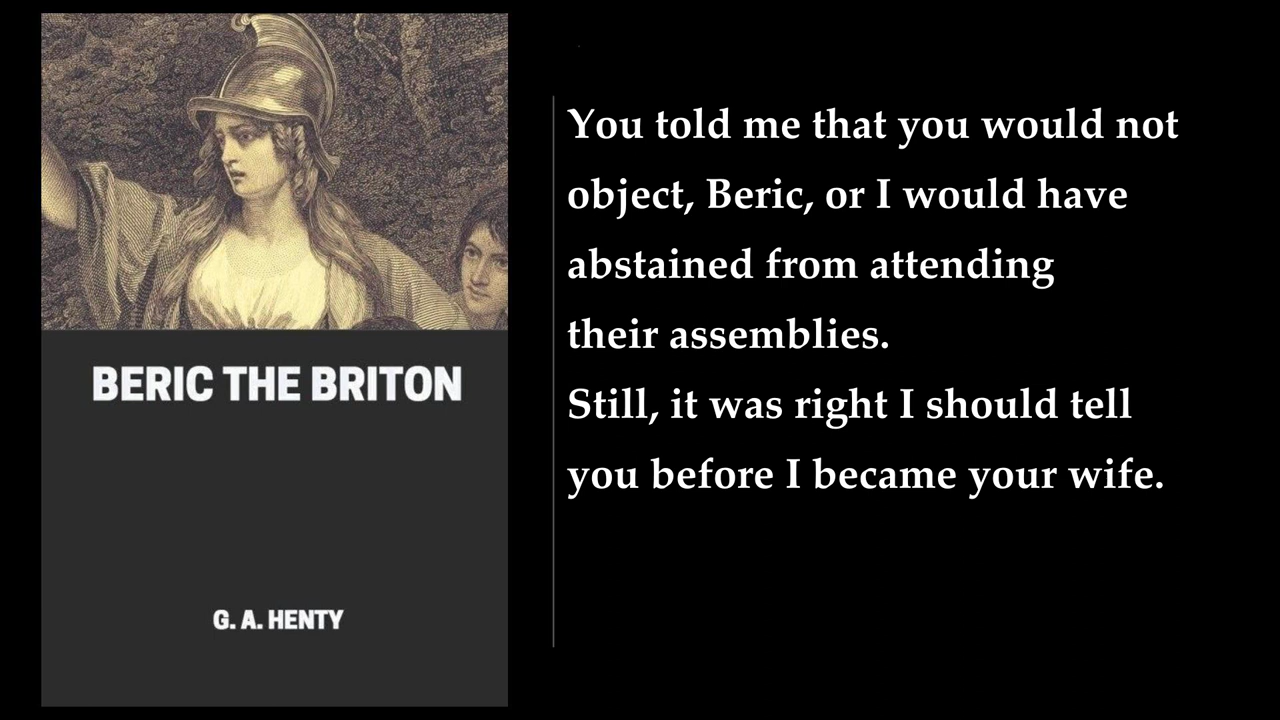 BERIC THE BRITON
G. A. HENTY
You told me that you would not
object, Beric, or I would have
abstained from attending
their assemblies.
Still, it was right I should tell
you before I became your wife.